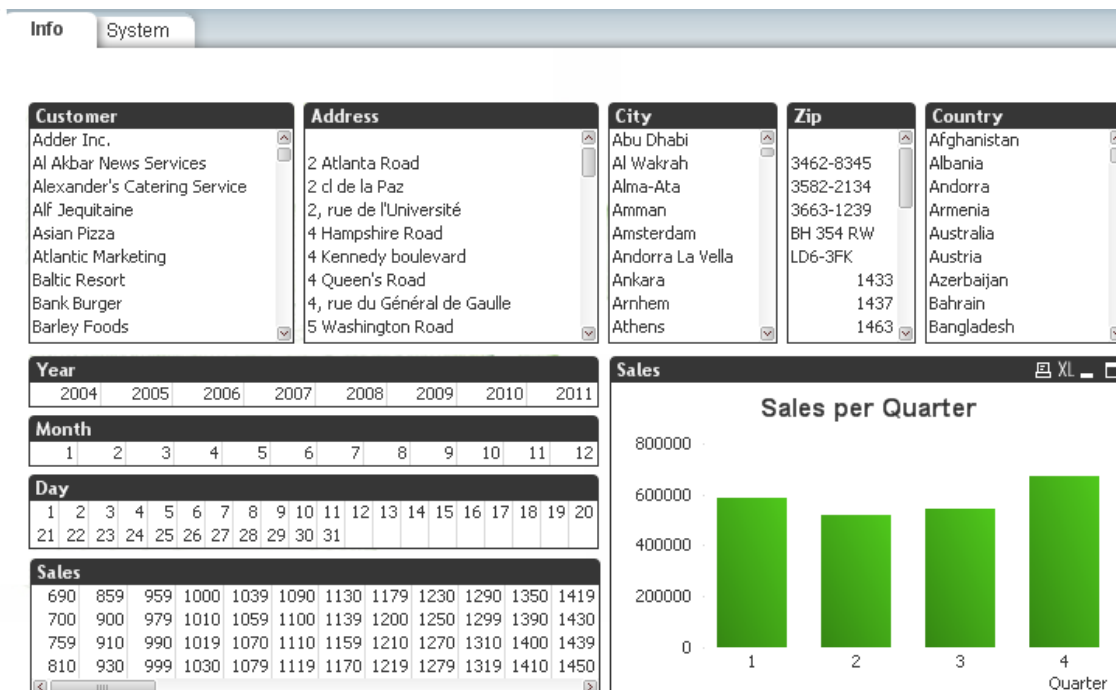 Info System
Customer
Adder Inc.
Al Akbar News Services
Alexander's Catering Service
Alf Jequitaine
Asian Pizza
Atlantic Marketing
Baltic Resort
Bank Burger
Barley Foods
Address
2 Atlanta Road
2 cl de la Paz
2, rue de l'Université
4 Hampshire Road
4 Kennedy boulevard
4 Queen's Road
4, rue du Général de Gaulle
5 Washington Road
City
Abu Dhabi
Al Wakrah
Alma-Ata
Amman
Amsterdam
Andorra La Vella
Ankara
Arnhem
Athens
Zip
3462-8345
3582-2134
3663-1239
BH 354 RW
LD6-3FK
1433
1437
1463
Country
Afghanistan
Albania
Andorra
Armenia
Australia
Austria
Azerbaijan
Bahrain
Bangladesh
Year
2004 2005 2006 2007 2008 2009 2010 2011
Month
1 2 3 4 5 6 7 8 9 10 11 12
Day
1 2 3 4 5 6 7 8 9 10 11 12 13 14 15 16 17 18 19 20
21 22 23 24 25 26 27 28 29 30 31
Sales
690 859 959 1000 1039 1090 1130 1179 1230 1290 1350 1419
700 900 979 1010 1059 1100 1139 1200 1250 1299 1390 1430
759 910 990 1019 1070 1110 1159 1210 1270 1310 1400 1439
810 930 999 1030 1079 1119 1170 1219 1279 1319 1410 1450
Sales XL
Sales per Quarter
800000
600000
400000
200000
0
1 2 3 4
Quarter